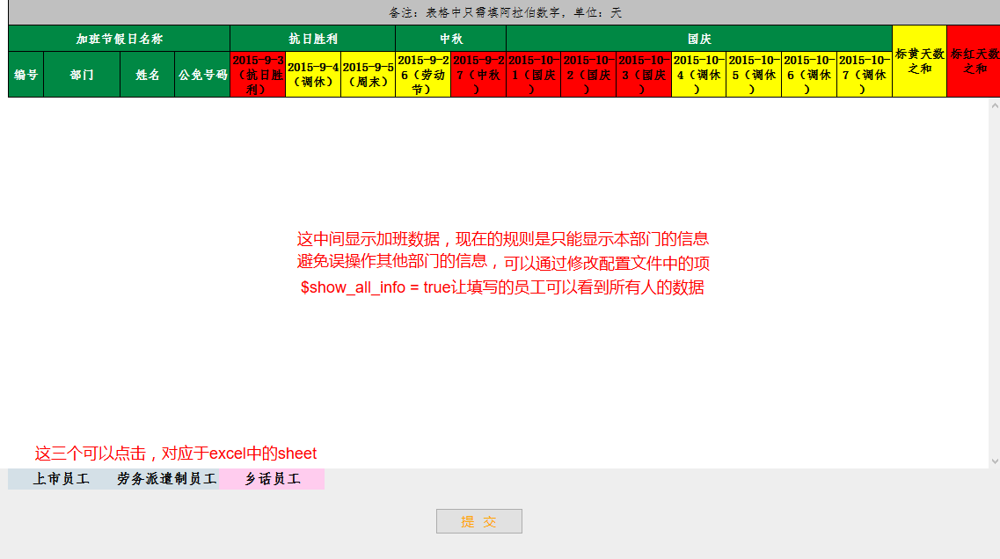 备注：表格中只需填阿拉伯数字，单位：天
加班节假日名称 抗日胜利 中秋 国庆 标黄天数之和 标红天数之和
编号 部门 姓名 公免号码 2015-9-3（抗日胜利） 2015-9-4（调休） 2015-9-5（周末） 2015-9-26（劳动节） 2015-9-27（中秋） 2015-10-1（国庆） 2015-10-2（国庆） 2015-10-3（国庆） 2015-10-4（调休） 2015-10-5（调休） 2015-10-6（调休） 2015-10-7（调休）
这中间显示加班数据，现在的规则是只能显示本部门的信息
避免误操作其他部门的信息，可以通过修改配置文件中的项
$show_all_info = true让填写的员工可以看到所有人的数据
这三个可以点击，对应于excel中的sheet
上市员工 劳务派遣制员工 乡话员工
提 交